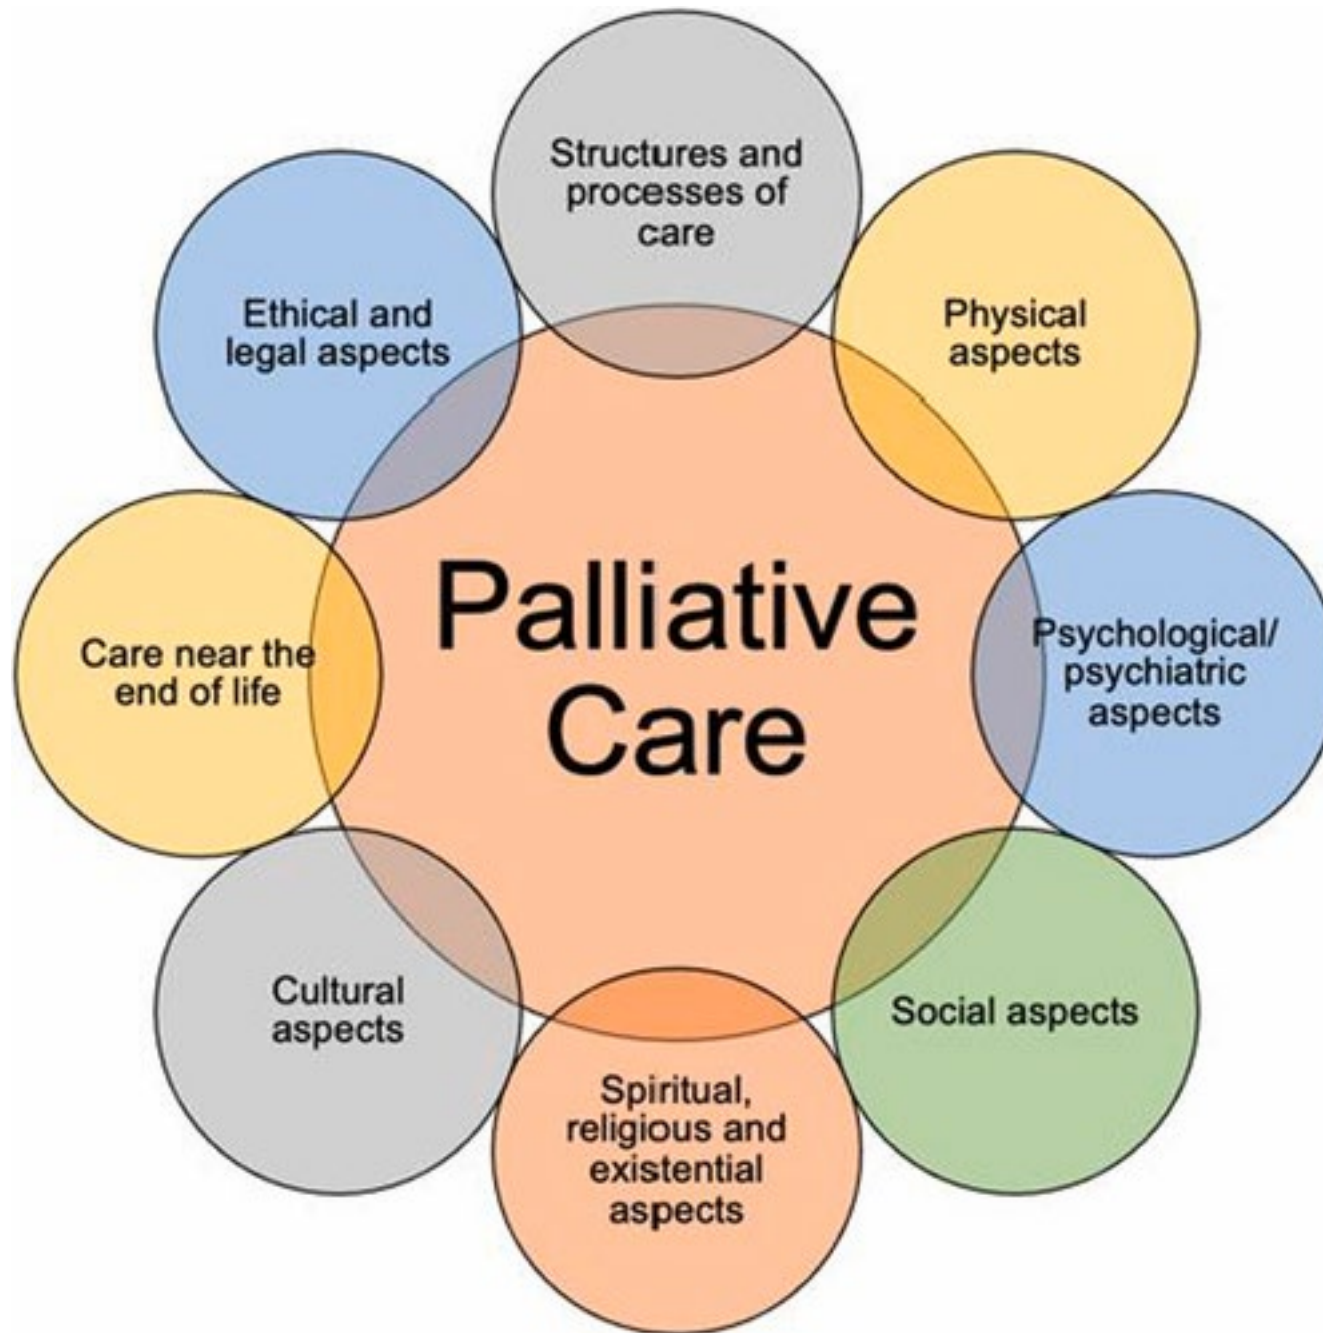 Structures and
processes of
care
Ethical and
legal aspects
Physical
aspects
Palliative
Care
Care near the
end of life
Psychological/
psychiatric
aspects
Cultural
aspects
Social aspects
Spiritual,
religious and
existential
aspects